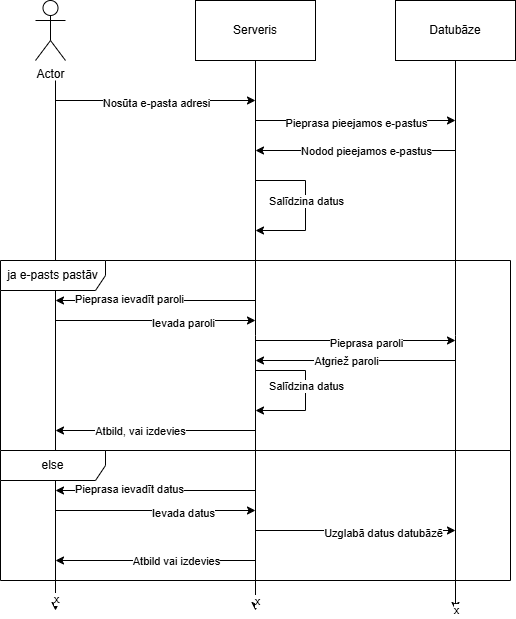 Serveris
Datubāze
Actor
Nosūta e-pasta adresi
Pieprasa pieejamos e-pastus
Nodod pieejamos e-pastus
Salīdzina datus
ja e-pasts pastāv
Pieprasa ievadīt paroli
Ievada paroli
Pieprasa paroli
Atgriež paroli
Salīdzina datus
Atbild, vai izdevies
else
Pieprasa ievadīt datus
Ievada datus
Uzglabā datus datubāzē
Atbild vai izdevies
x
x
x